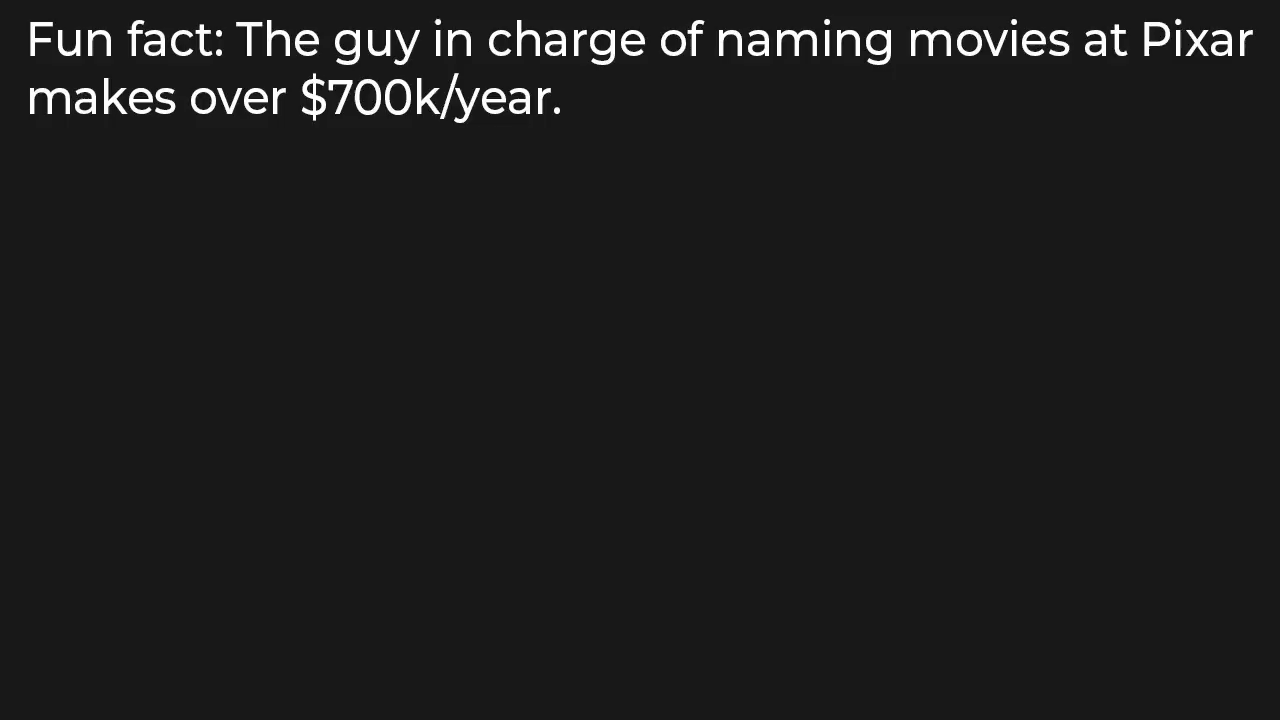 Fun fact: The guy in charge of naming movies at Pixar
makes over $700k/year.